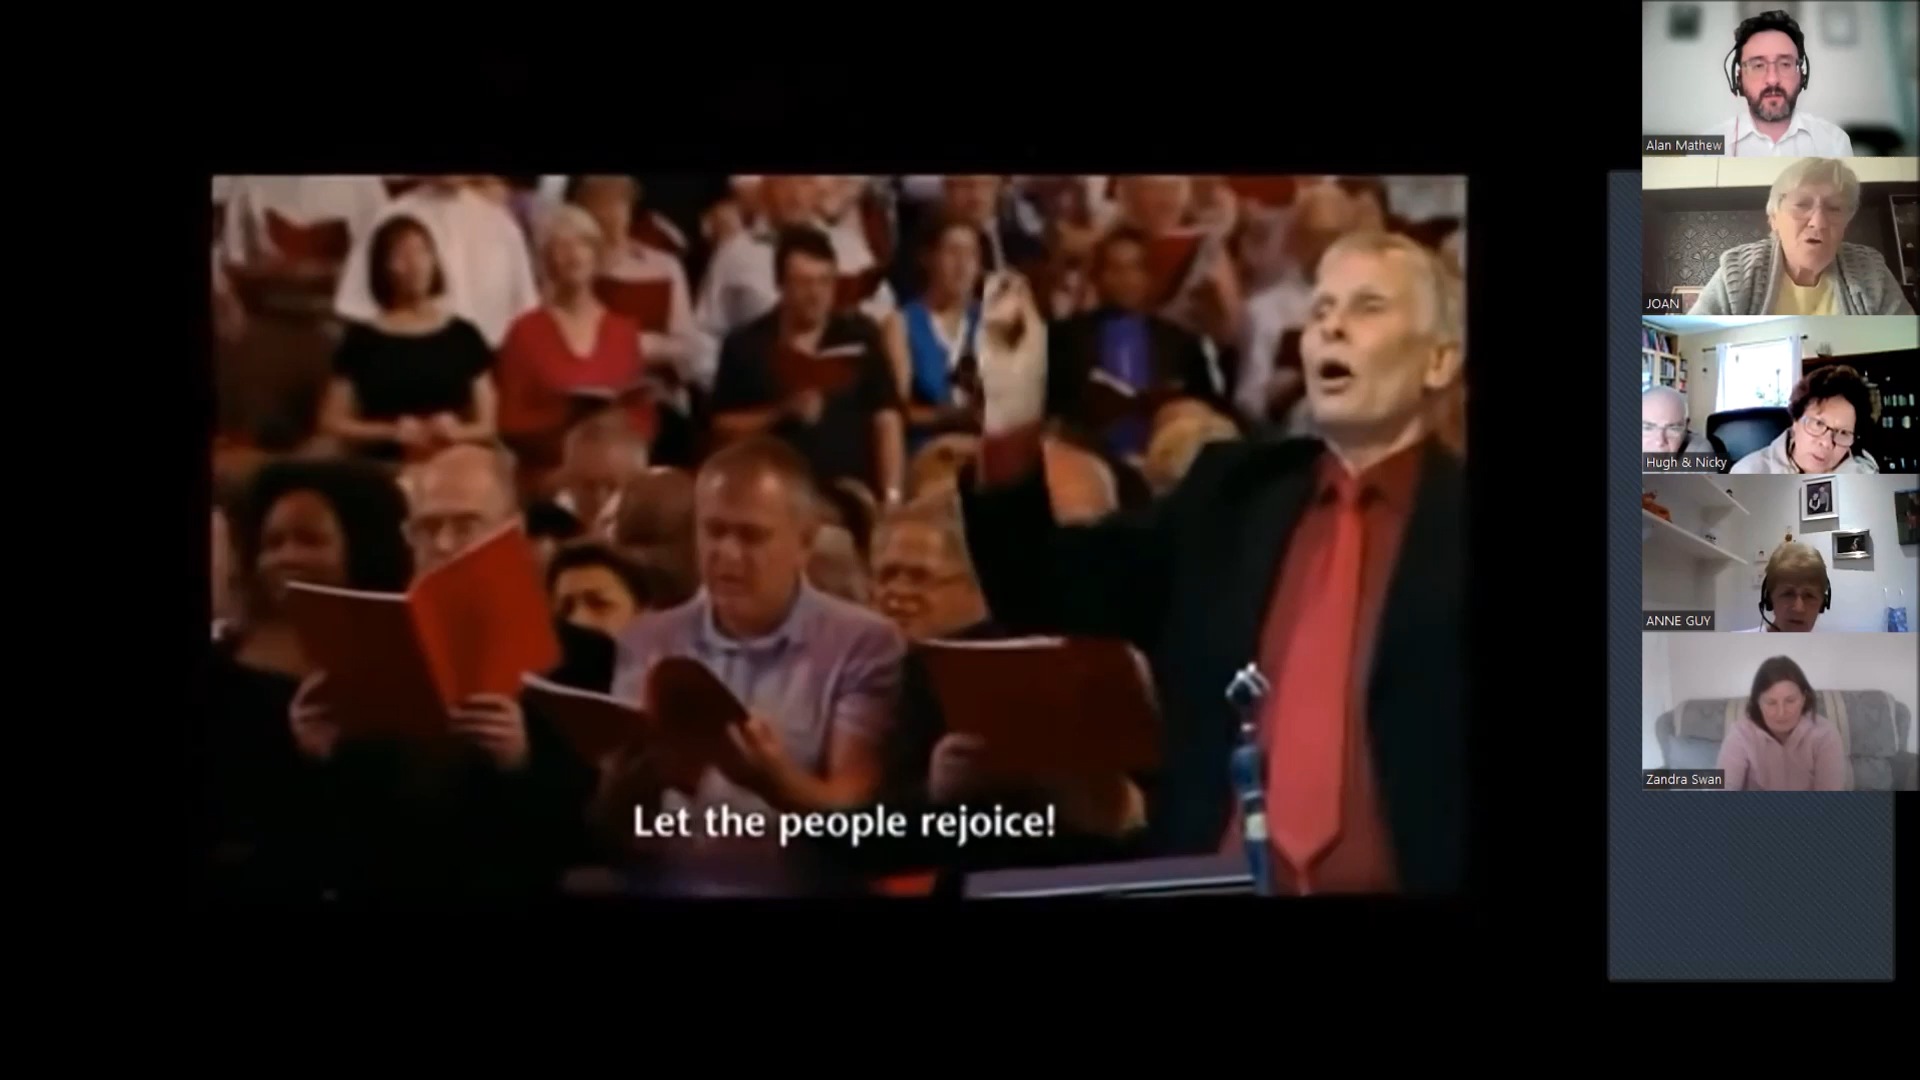 Alan Mathew
JOAN
Hugh & Nicky
ANNE GUY
Zandra Swan
Let the people rejoice!